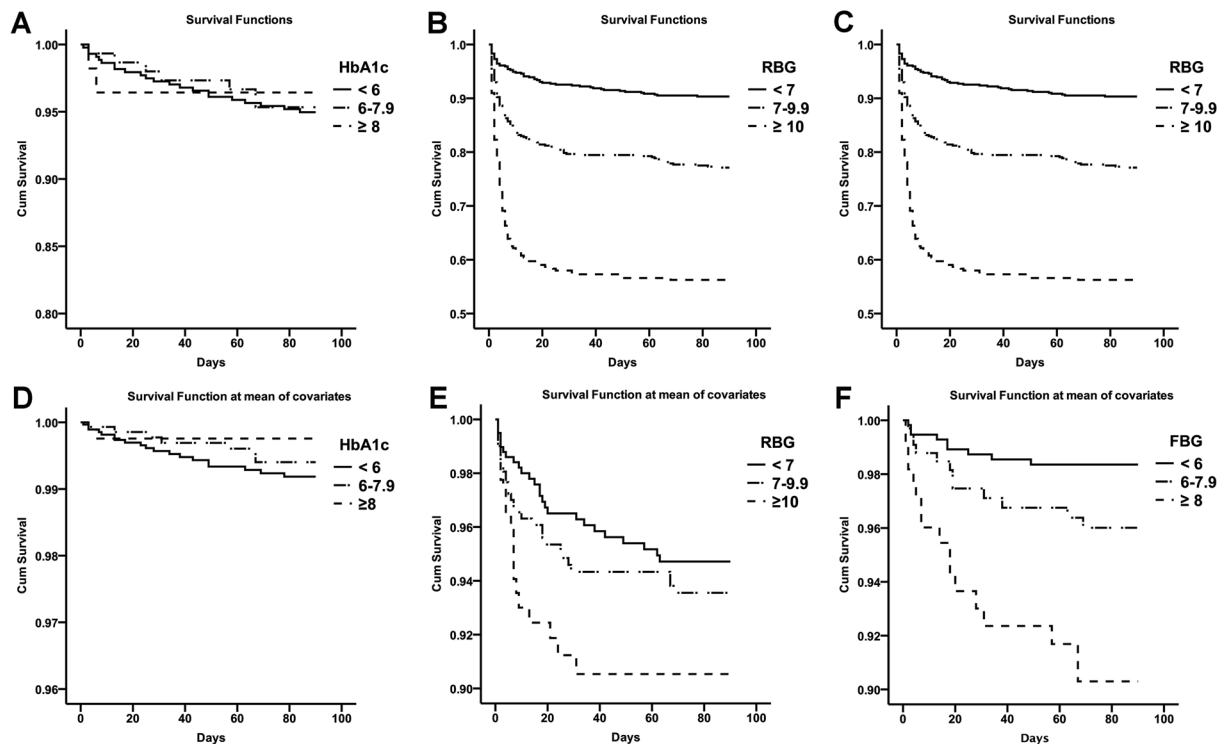 A
Survival Functions
1.00
0.95
0.90
0.85
0.80
Cum Survival
0 20 40 60 80 100
Days
HbA1c
< 6
6-7.9
≥ 8
B
Survival Functions
1.0
0.9
0.8
0.7
0.6
0.5
Cum Survival
0 20 40 60 80 100
Days
RBG
< 7
7-9.9
≥ 10
C
Survival Functions
1.0
0.9
0.8
0.7
0.6
0.5
Cum Survival
0 20 40 60 80 100
Days
RBG
< 7
7-9.9
≥ 10
D
Survival Function at mean of covariates
1.00
0.99
0.98
0.97
0.96
Cum Survival
0 20 40 60 80 100
Days
HbA1c
< 6
6-7.9
≥8
E
Survival Function at mean of covariates
1.00
0.98
0.96
0.94
0.92
0.90
Cum Survival
0 20 40 60 80 100
Days
RBG
< 7
7-9.9
≥10
F
Survival Function at mean of covariates
1.00
0.98
0.96
0.94
0.92
0.90
Cum Survival
0 20 40 60 80 100
Days
FBG
< 6
6-7.9
≥ 8